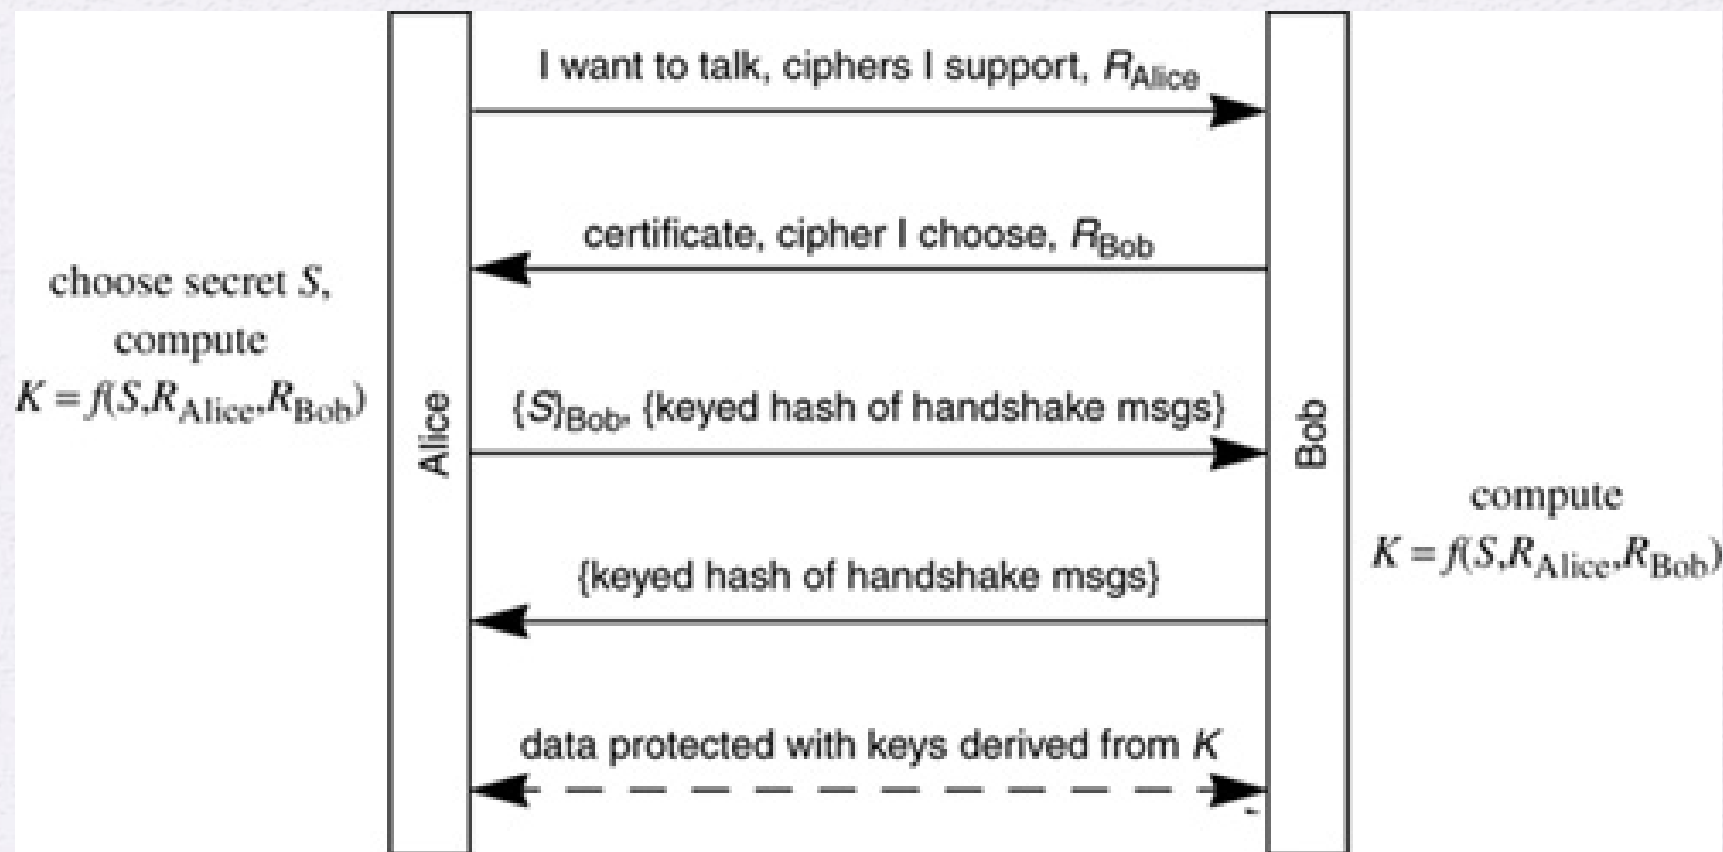 I want to talk, ciphers I support, R_Alice
certificate, cipher I choose, R_Bob
choose secret S,
compute
K = f(S,R_Alice,R_Bob)
Alice
{S}_Bob, {keyed hash of handshake msgs}
Bob
compute
K = f(S,R_Alice,R_Bob)
{keyed hash of handshake msgs}
data protected with keys derived from K